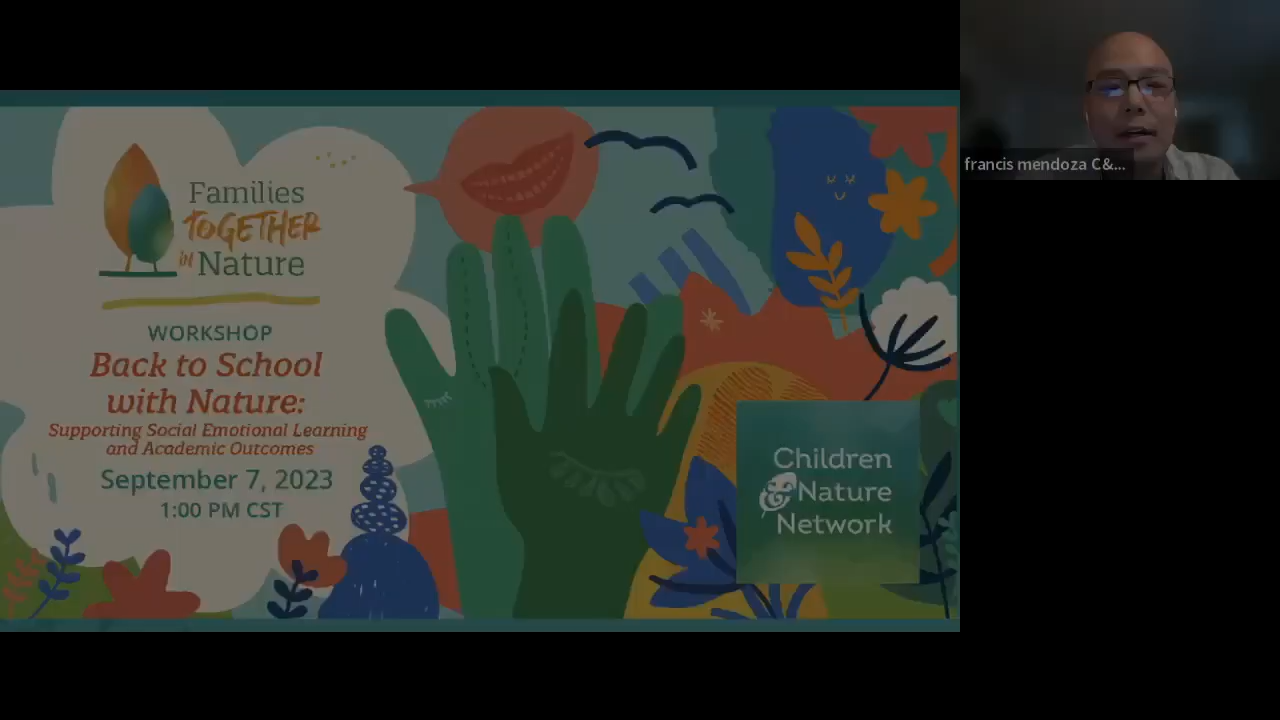 Families
TOGETHER
in Nature
WORKSHOP
Back to School
with Nature:
Supporting Social Emotional Learning
and Academic Outcomes
September 7, 2023
1:00 PM CST
Children
& Nature
Network
francis mendoza C&...